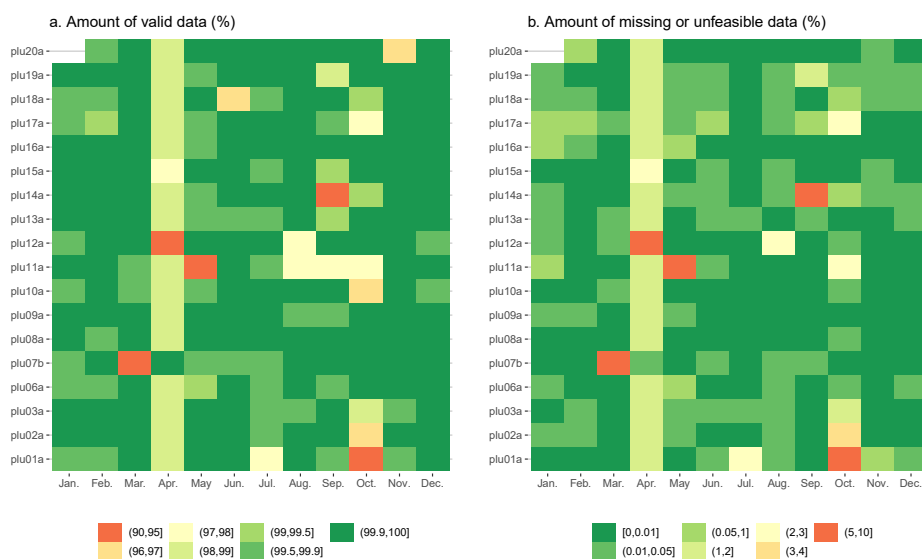 a. Amount of valid data (%)
plu20a
plu19a
plu18a
plu17a
plu16a
plu15a
plu14a
plu13a
plu12a
plu11a
plu10a
plu09a
plu08a
plu07b
plu06a
plu03a
plu02a
plu01a
Jan. Feb. Mar. Apr. May Jun. Jul. Aug. Sep. Oct. Nov. Dec.
(90,95] (97,98] (99,99.5] (99.9,100]
(96,97] (98,99] (99.5,99.9]
b. Amount of missing or unfeasible data (%)
plu20a
plu19a
plu18a
plu17a
plu16a
plu15a
plu14a
plu13a
plu12a
plu11a
plu10a
plu09a
plu08a
plu07b
plu06a
plu03a
plu02a
plu01a
Jan. Feb. Mar. Apr. May Jun. Jul. Aug. Sep. Oct. Nov. Dec.
[0,0.01] (0.05,1] (2,3] (5,10]
(0.01,0.05] (1,2] (3,4]